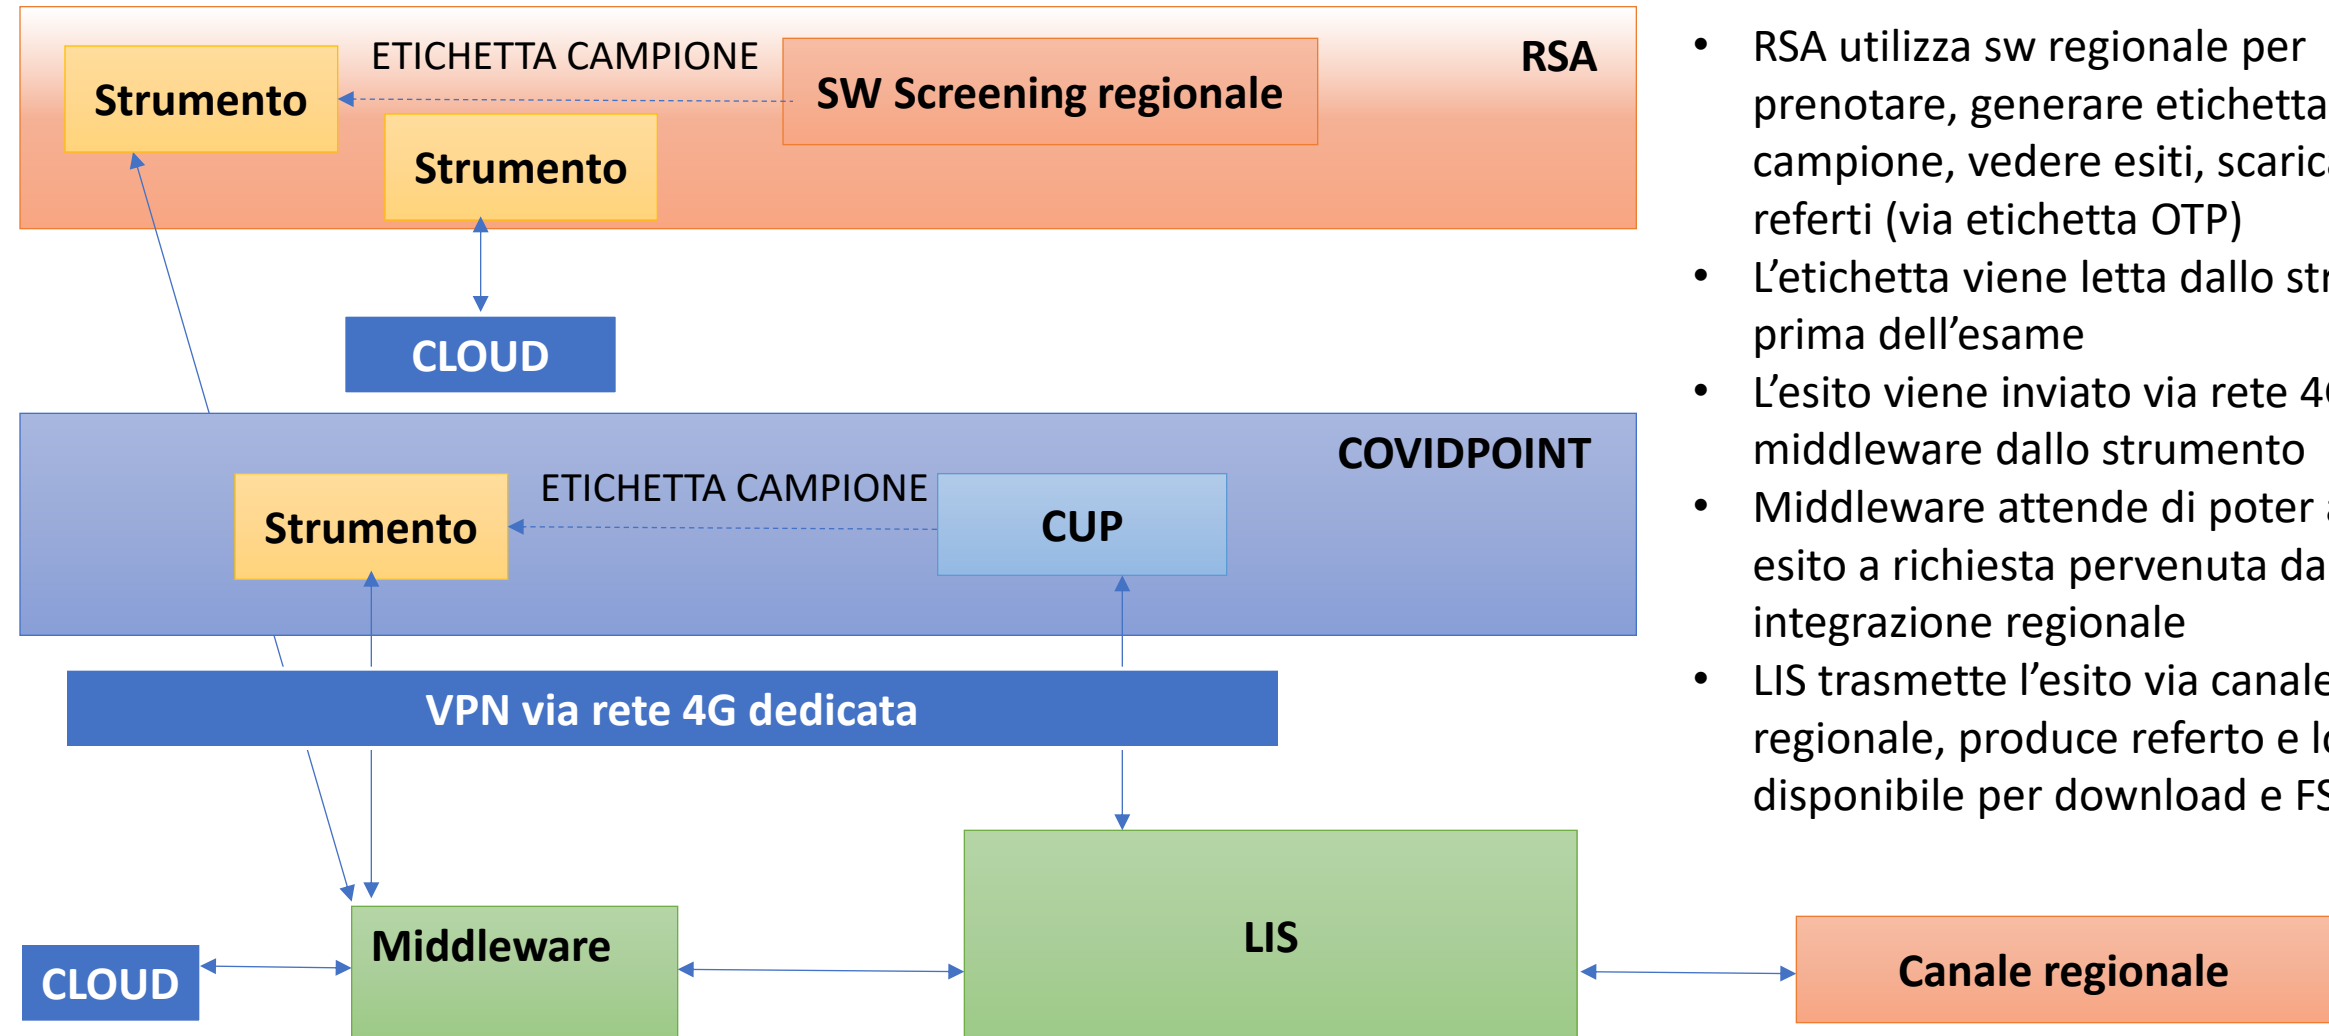 ETICHETTA CAMPIONE
RSA
Strumento
SW Screening regionale
Strumento
CLOUD
COVIDPOINT
ETICHETTA CAMPIONE
Strumento
CUP
VPN via rete 4G dedicata
Middleware
LIS
CLOUD
Canale regionale
• RSA utilizza sw regionale per
prenotare, generare etichetta
campione, vedere esiti,
referti (via etichetta OTP)
• L’etichetta viene letta dallo
prima dell’esame
• L’esito viene inviato via rete
middleware dallo strumento
• Middleware attende di poter
esito a richiesta pervenuta da
integrazione regionale
• LIS trasmette l’esito via canale
regionale, produce referto e
disponibile per download e